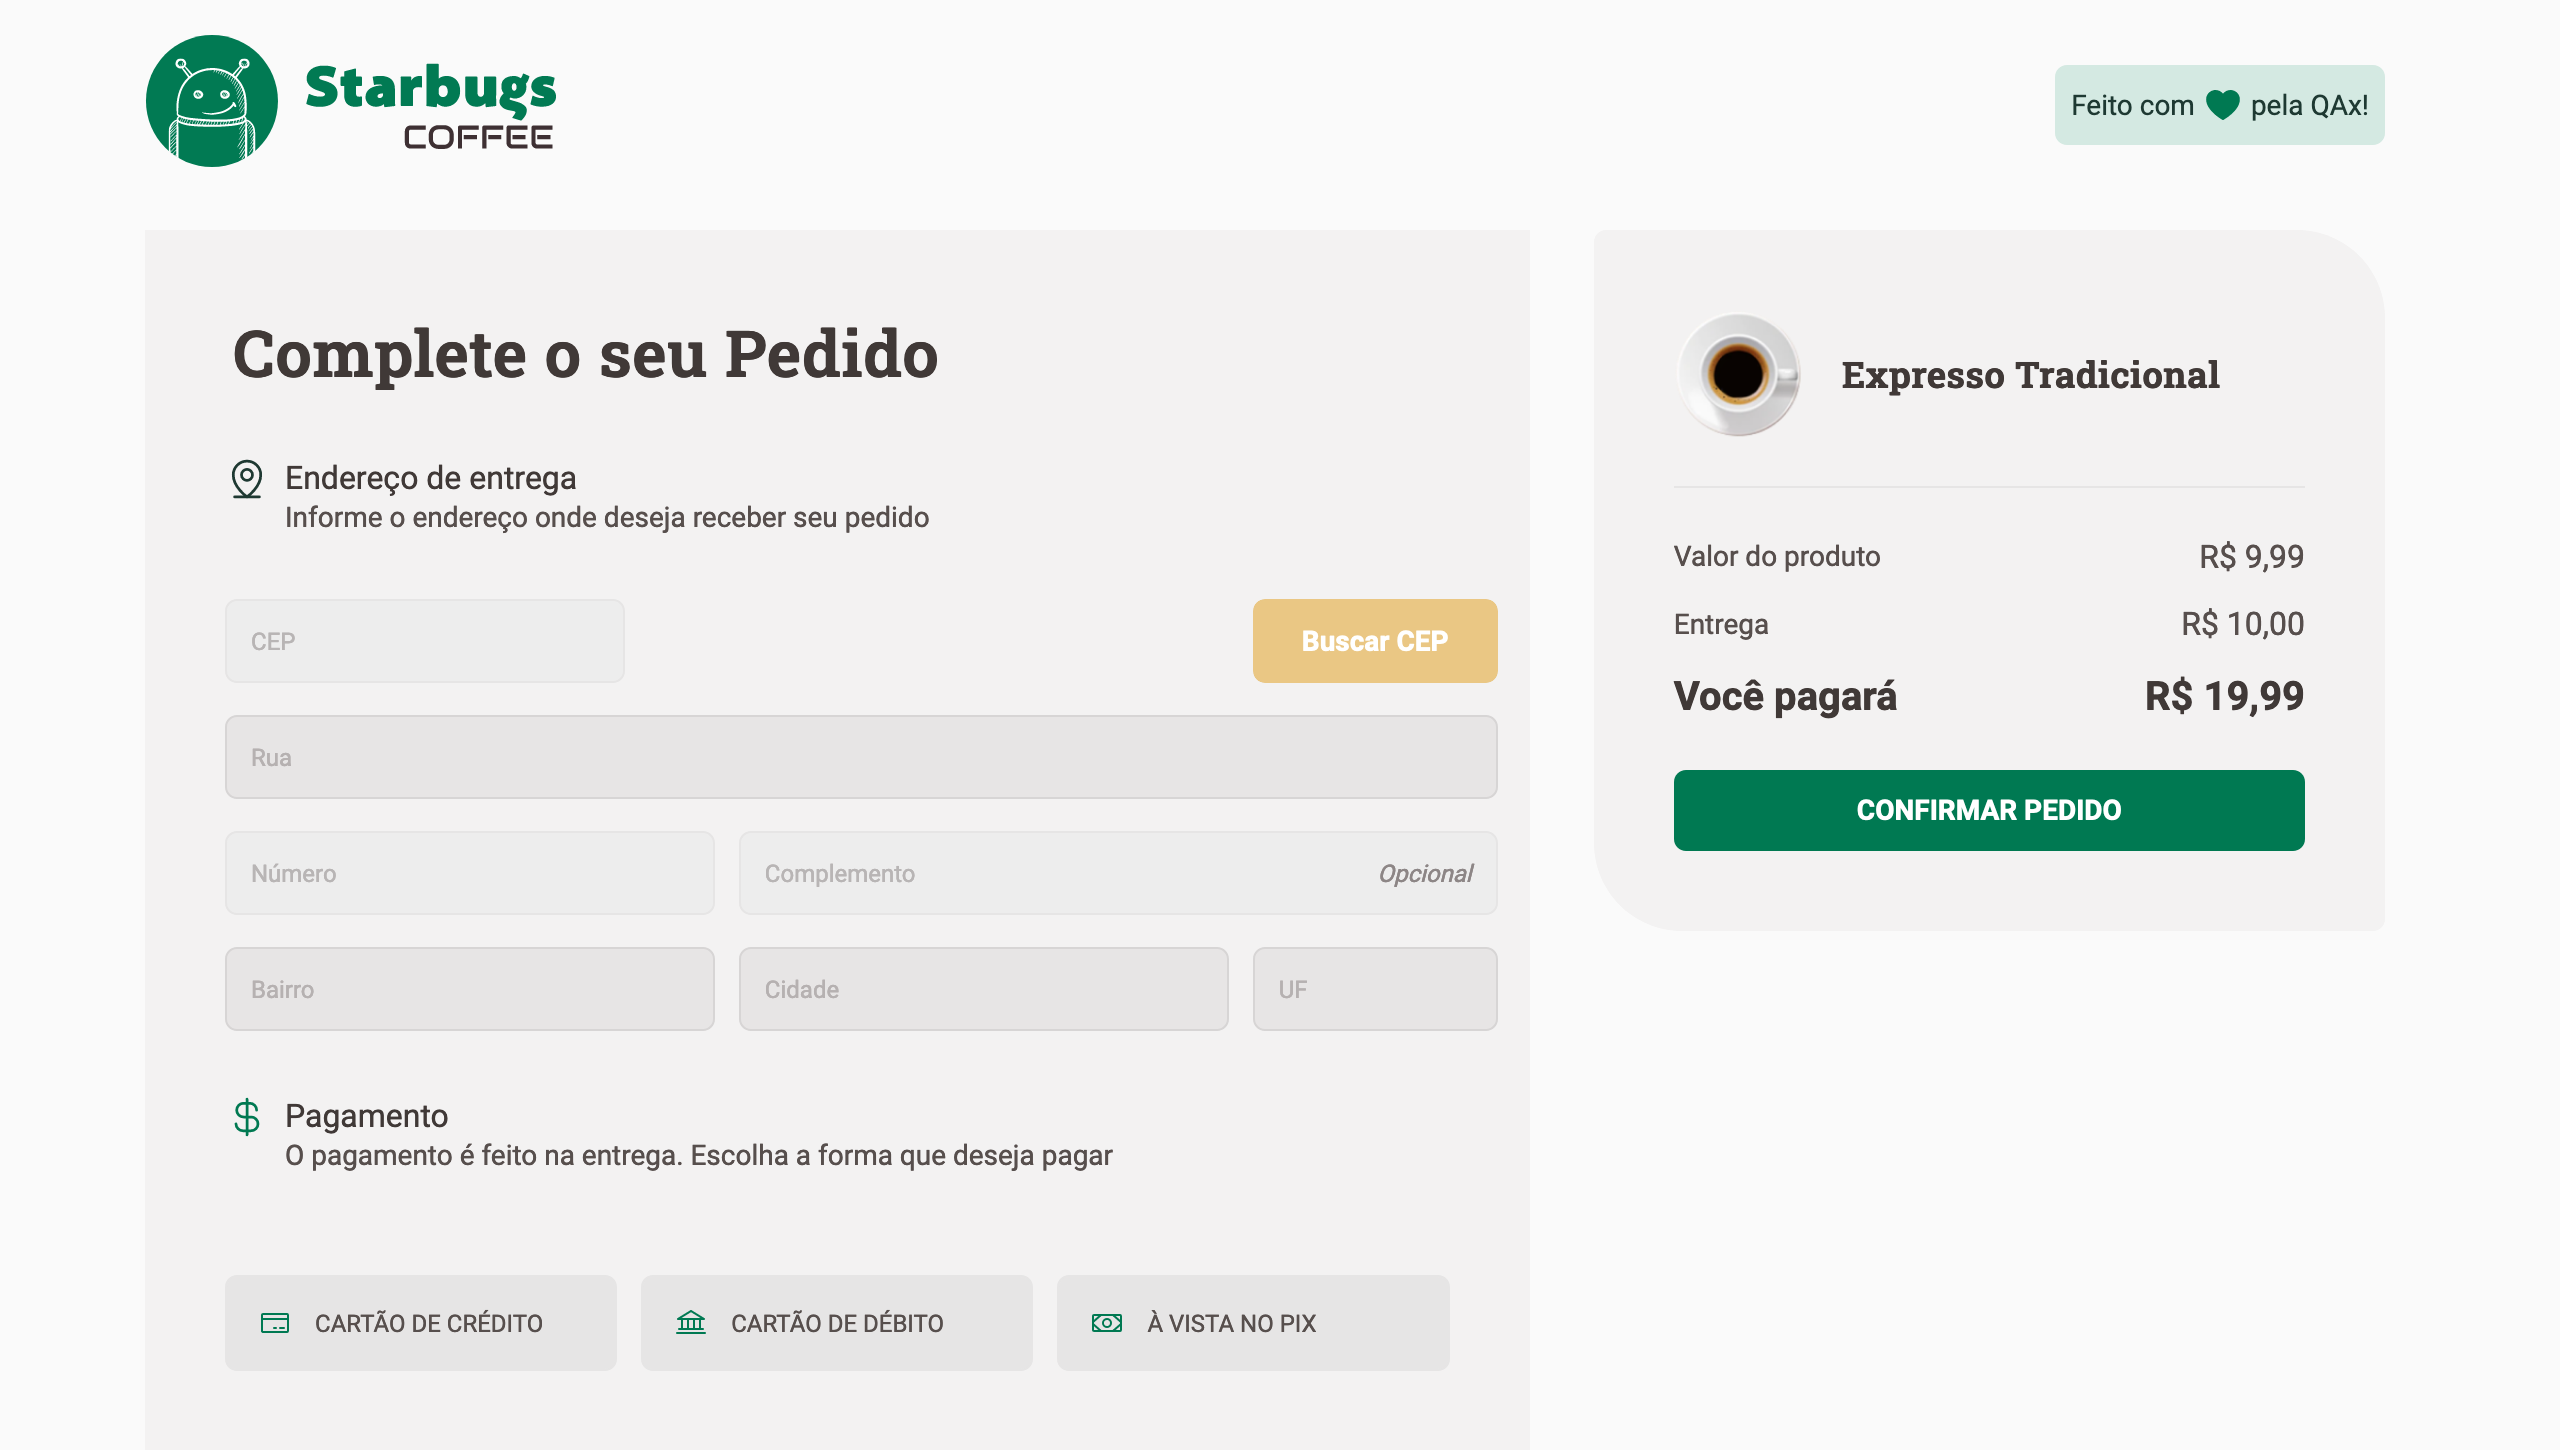 Starbugs
COFFEE
Feito com pela QAx!
Complete o seu Pedido
Endereço de entrega
Informe o endereço onde deseja receber seu pedido
CEP
Buscar CEP
Rua
Número
Complemento
Opcional
Bairro
Cidade
UF
Pagamento
O pagamento é feito na entrega. Escolha a forma que deseja pagar
CARTÃO DE CRÉDITO
CARTÃO DE DÉBITO
À VISTA NO PIX
Expresso Tradicional
Valor do produto R$ 9,99
Entrega R$ 10,00
Você pagará R$ 19,99
CONFIRMAR PEDIDO